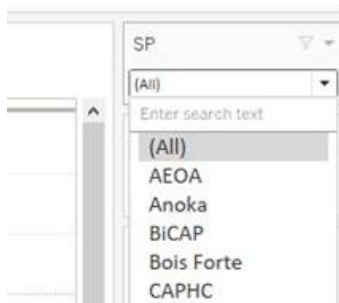 SP
(All)
Enter search text
(All)
AEOA
Anoka
BiCAP
Bois Forte
CAPHC